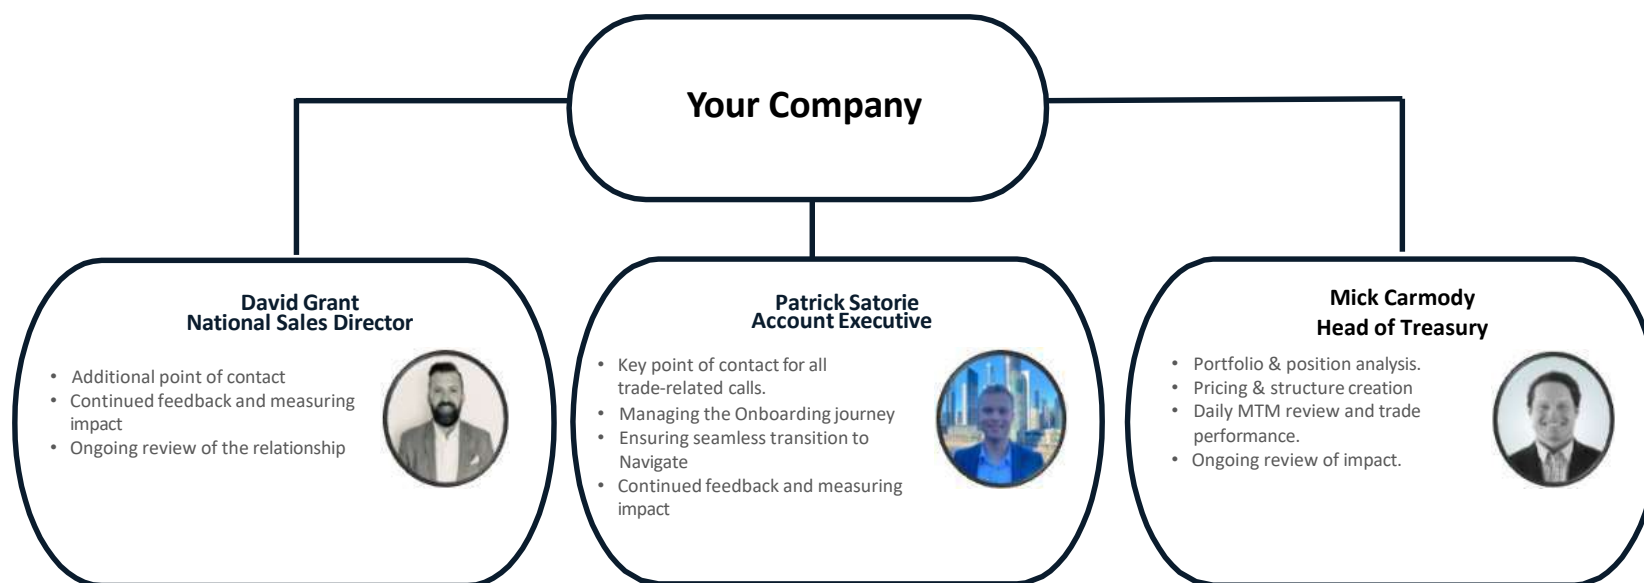 Your Company
David Grant
National Sales Director
• Additional point of contact
• Continued feedback and measuring
impact
• Ongoing review of the relationship
Patrick Satorie
Account Executive
• Key point of contact for all
trade-related calls.
• Managing the Onboarding journey
• Ensuring seamless transition to
Navigate
• Continued feedback and measuring
impact
Mick Carmody
Head of Treasury
• Portfolio & position analysis.
• Pricing & structure creation
• Daily MTM review and trade
performance.
• Ongoing review of impact.